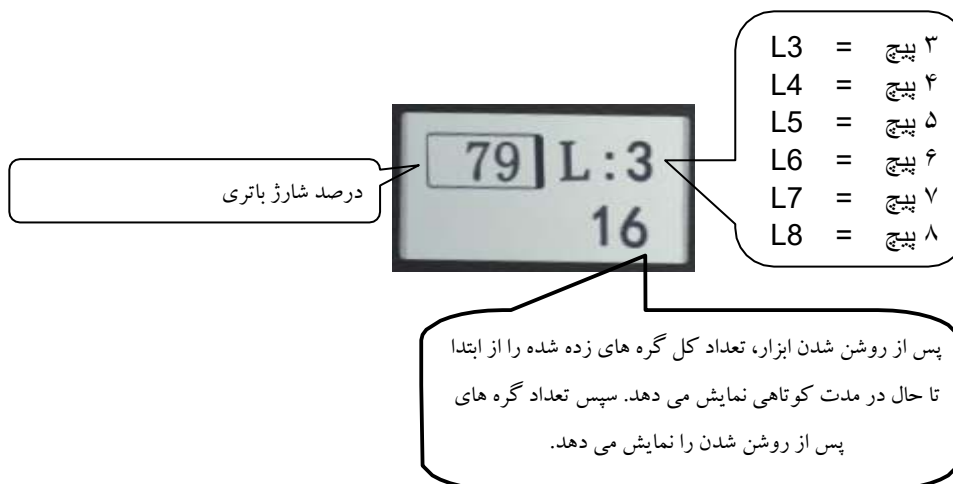 L3 = ۳ پیچ
L4 = ۴ پیچ
L5 = ۵ پیچ
L6 = ۶ پیچ
L7 = ۷ پیچ
L8 = ۸ پیچ
79 L:3
16
درصد شارژ باتری
پس از روشن شدن ابزار، تعداد کل گره های زده شده را از ابتدا
تا حال در مدت کوتاهی نمایش می دهد. سپس تعداد گره های
پس از روشن شدن را نمایش می دهد.